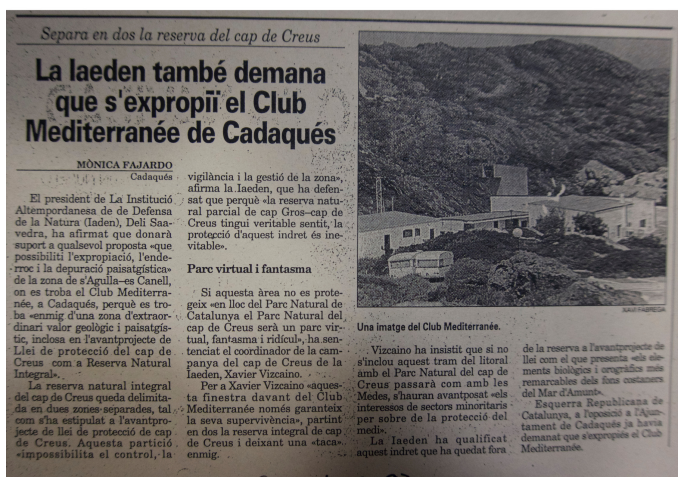 Separa en dos la reserva del cap de Creus
La Iaeden també demana
que s'expropiï el Club
Mediterranée de Cadaqués
MÒNICA FAJARDO
Cadaqués
El president de La Institució
Altempordanesa de de Defensa
de la Natura (Iaden), Deli Saa-
vedra, ha afirmat que donarà
suport a qualsevol proposta «que
possibiliti l'expropiació, l'ende-
rroc i la depuració paisatgística»
de la zona de s'Agulla–es Canell,
on es troba el Club Mediterra-
née, a Cadaqués, perquè es tro-
ba «enmig d'una zona d'extraor-
dinari valor geològic i paisatgís-
tic, inclosa en l'avantprojecte de
Llei de protecció del cap de
Creus com a Reserva Natural
Integral».
La reserva natural integral
del cap de Creus queda delimita-
da en dues zones separades, tal
com s'ha estipulat a l'avantpro-
jecte de llei de protecció de cap
de Creus. Aquesta partició
«impossibilita el control, la
vigilància i la gestió de la zona»,
afirma la Iaeden, que ha defen-
sat que perquè «la reserva natu-
ral parcial de cap Gros–cap de
Creus tingui veritable sentit, la
protecció d'aquest indret és ine-
vitable».
Parc virtual i fantasma
Si aquesta àrea no es prote-
geix «en lloc del Parc Natural de
Catalunya el Parc Natural del
cap de Creus serà un parc vir-
tual, fantasma i ridícul», ha sen-
tenciat el coordinador de la cam-
panya del cap de Creus de la
Iaeden, Xavier Vizcaino.
Per a Xavier Vizcaino «aques-
ta finestra davant del Club
Mediterranée només garanteix
la seva supervivència», partint
en dos la reserva integral de cap
de Creus i deixant una «taca»
enmig.
XAVI FÀBREGA
Una imatge del Club Mediterranée.
Vizcaino ha insistit que si no
s'inclou aquest tram del litoral
amb el Parc Natural del cap de
Creus passarà com amb les
Medes, s'hauran avantposat «els
interessos de sectors minoritaris
per sobre de la protecció del
medi».
La Iaeden ha qualificat
aquest indret que ha quedat fora
de la reserva a l'avantprojecte de
llei com el que presenta «els ele-
ments biològics i orogràfics més
remarcables dels fons costaners
del Mar d'Amunt».
Esquerra Republicana de
Catalunya, a l'oposició a l'Ajun-
tament de Cadaqués ja havia
demanat que s'expropiés el Club
Mediterranée.